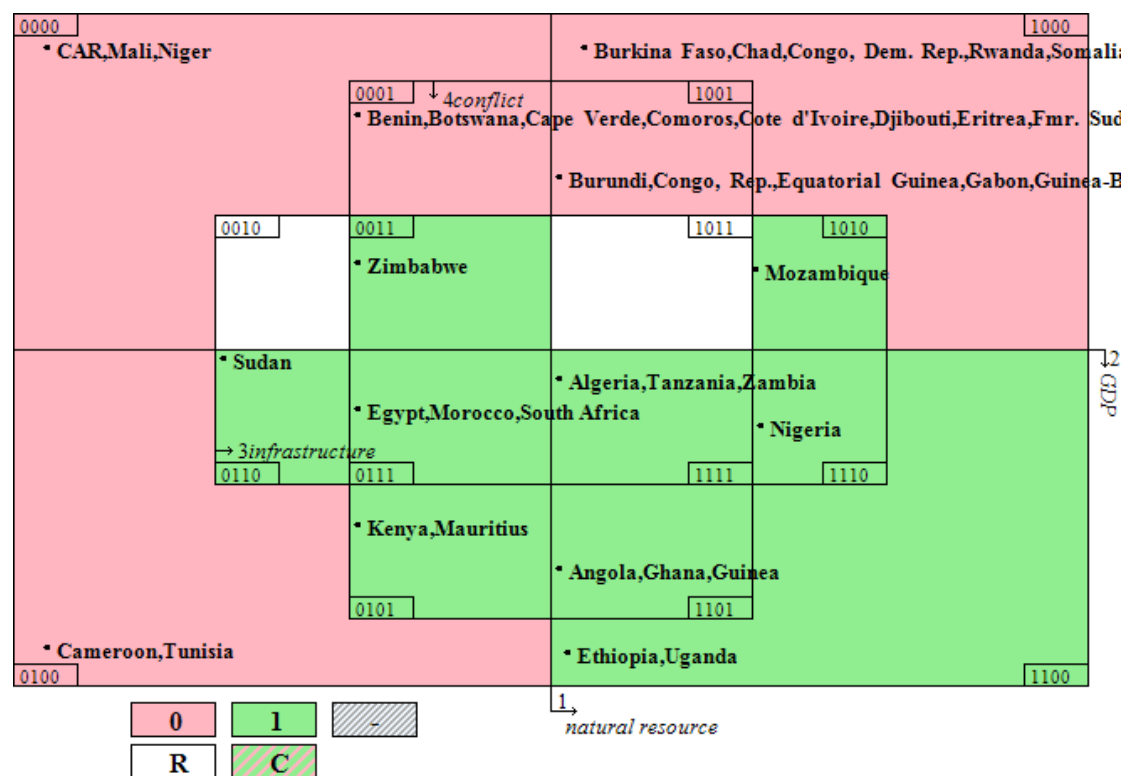 0000 1000
CAR,Mali,Niger Burkina Faso,Chad,Congo, Dem. Rep.,Rwanda,Somalia
0001 4conflict 1001
Benin,Botswana,Cape Verde,Comoros,Cote d'Ivoire,Djibouti,Eritrea,Fmr. Sud
Burundi,Congo, Rep.,Equatorial Guinea,Gabon,Guinea-B
0010 0011 1011 1010
Zimbabwe Mozambique
Sudan 2
GDP
Algeria,Tanzania,Zambia
Egypt,Morocco,South Africa
Nigeria
3infrastructure
0110 0111 1111 1110
Kenya,Mauritius
Angola,Ghana,Guinea
0101 1101
Cameroon,Tunisia Ethiopia,Uganda
0100 1100
1
natural resource
0 1 -
R C